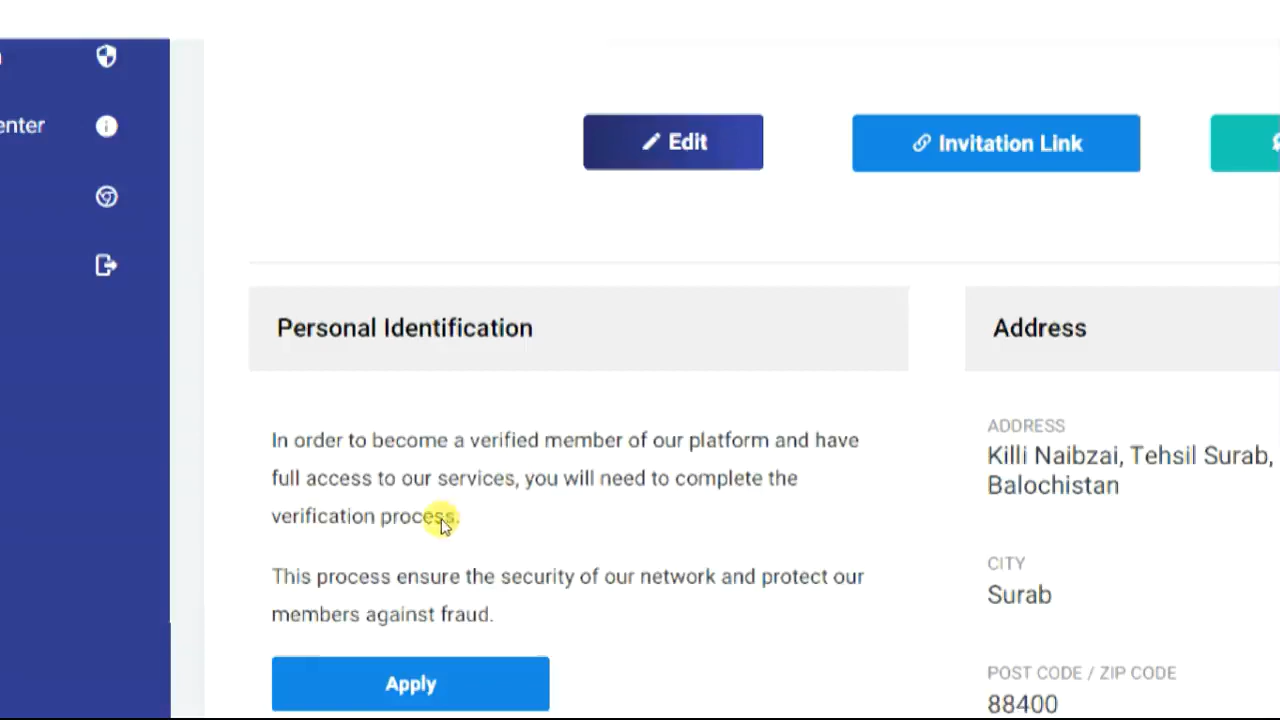 enter
Edit
Invitation Link
Personal Identification
In order to become a verified member of our platform and have
full access to our services, you will need to complete the
verification process.
This process ensure the security of our network and protect our
members against fraud.
Apply
Address
ADDRESS
Killi Naibzai, Tehsil Surab,
Balochistan
CITY
Surab
POST CODE / ZIP CODE
88400